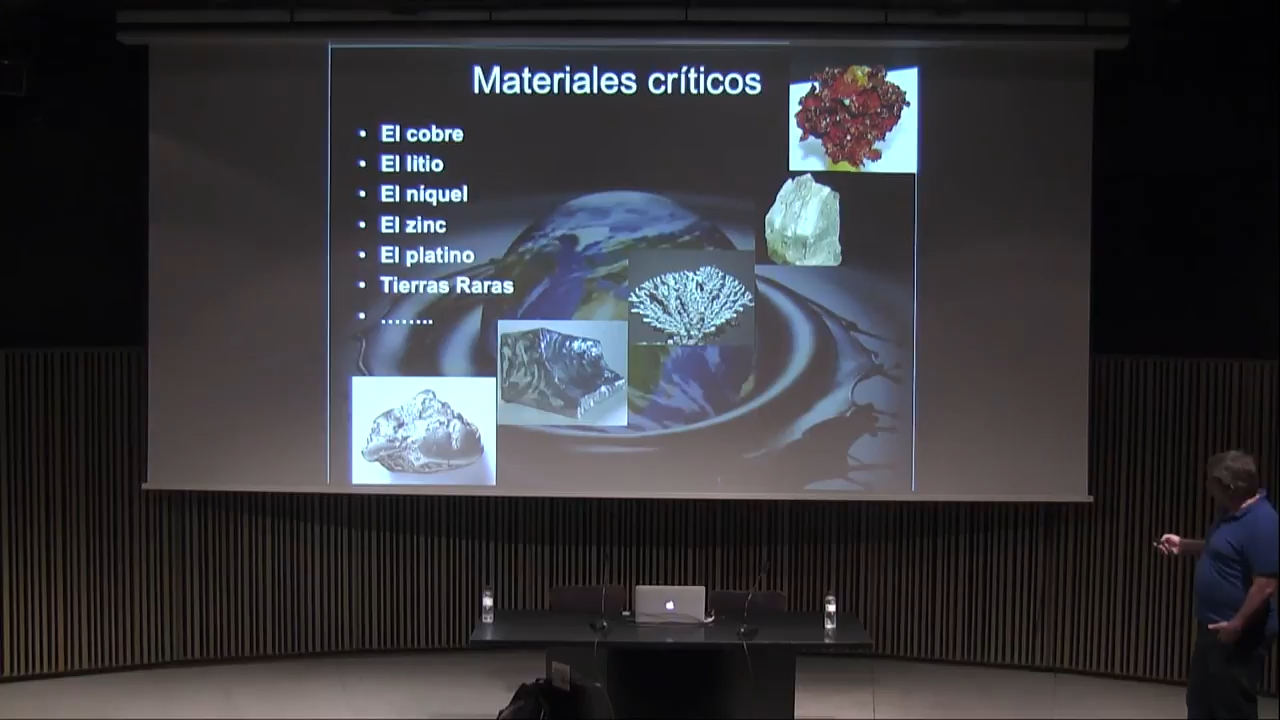 Materiales críticos
• El cobre
• El litio
• El níquel
• El zinc
• El platino
• Tierras Raras
• ........